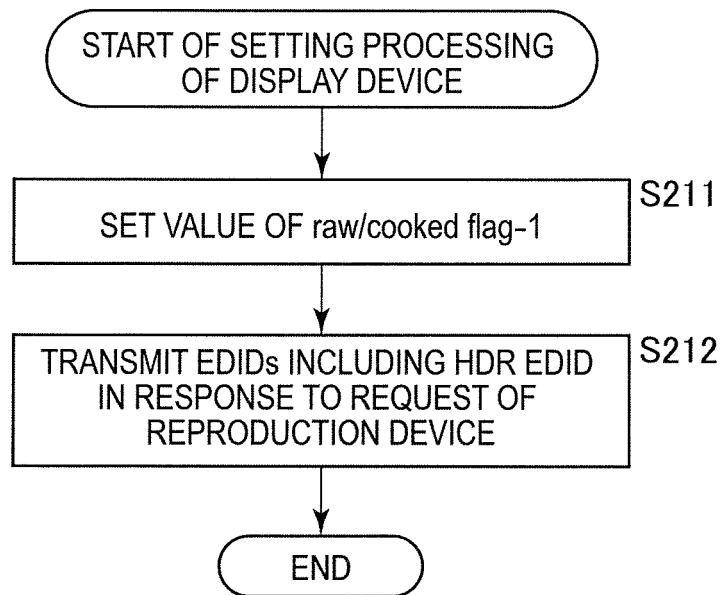 START OF SETTING PROCESSING
OF DISPLAY DEVICE
S211
SET VALUE OF raw/cooked flag-1
S212
TRANSMIT EDIDs INCLUDING HDR EDID
IN RESPONSE TO REQUEST OF
REPRODUCTION DEVICE
END